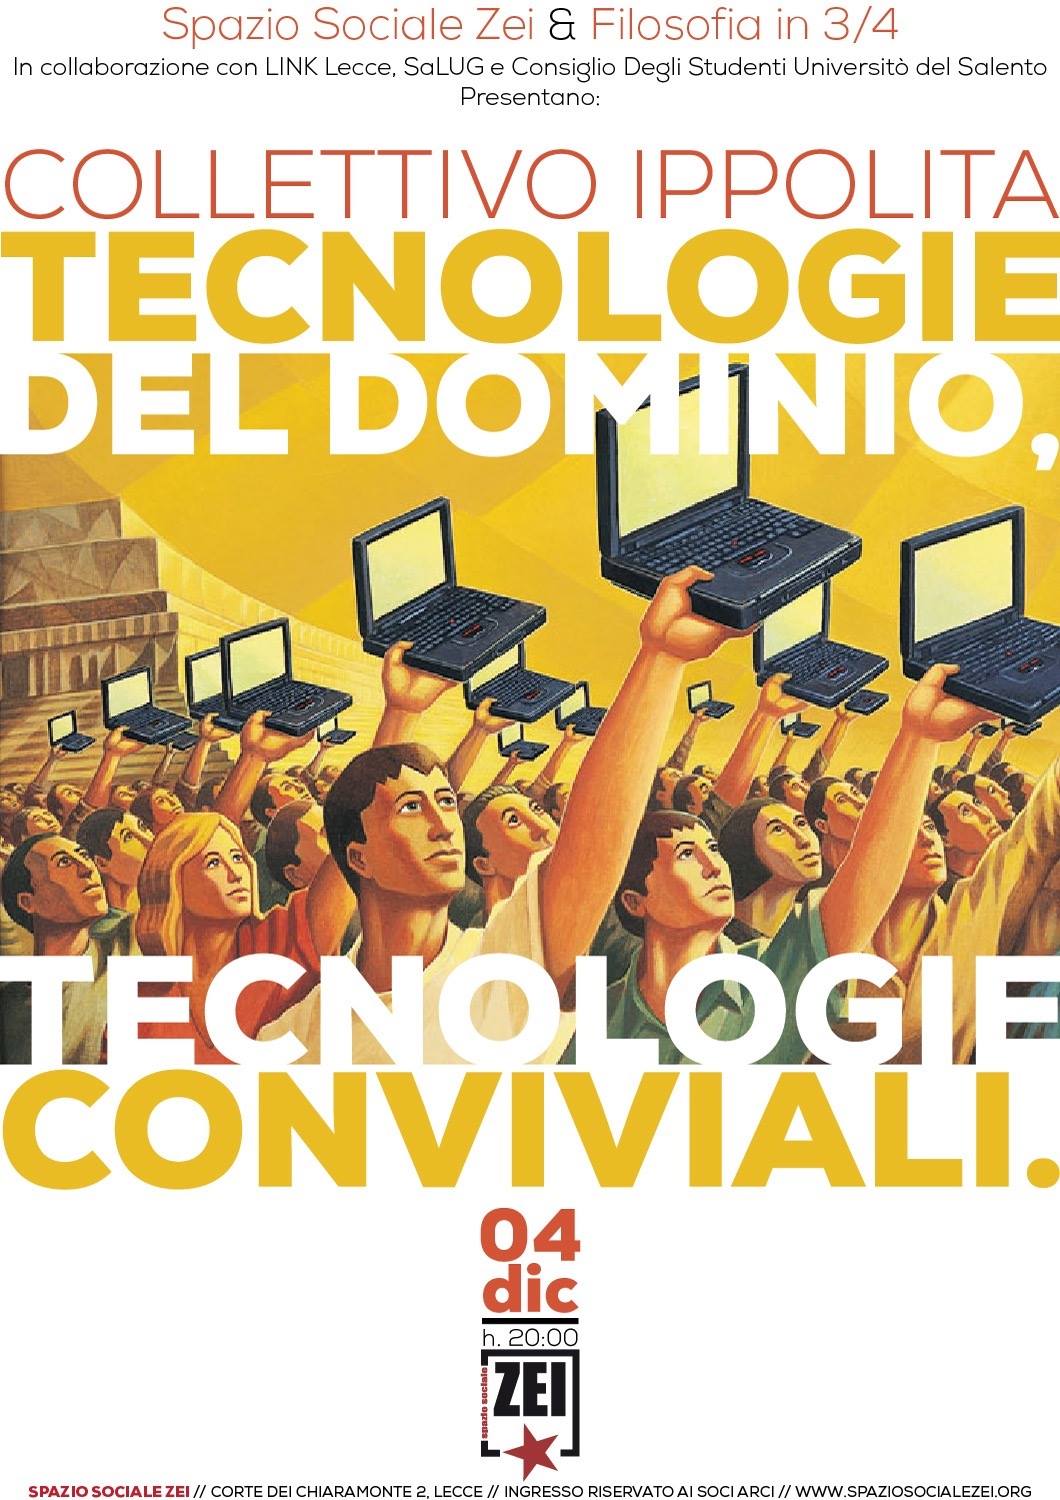 Spazio Sociale Zei & Filosofia in 3/4
In collaborazione con LINK Lecce, SaLUG e Consiglio Degli Studenti Universitò del Salento
Presentano:
COLLETTIVO IPPOLITA
TECNOLOGIE
DEL DOMINIO,
TECNOLOGIE
CONVIVIALI.
04
dic
h. 20:00
spazio sociale
ZEI
SPAZIO SOCIALE ZEI // CORTE DEI CHIARAMONTE 2, LECCE // INGRESSO RISERVATO AI SOCI ARCI // WWW.SPAZIOSOCIALEZEI.ORG